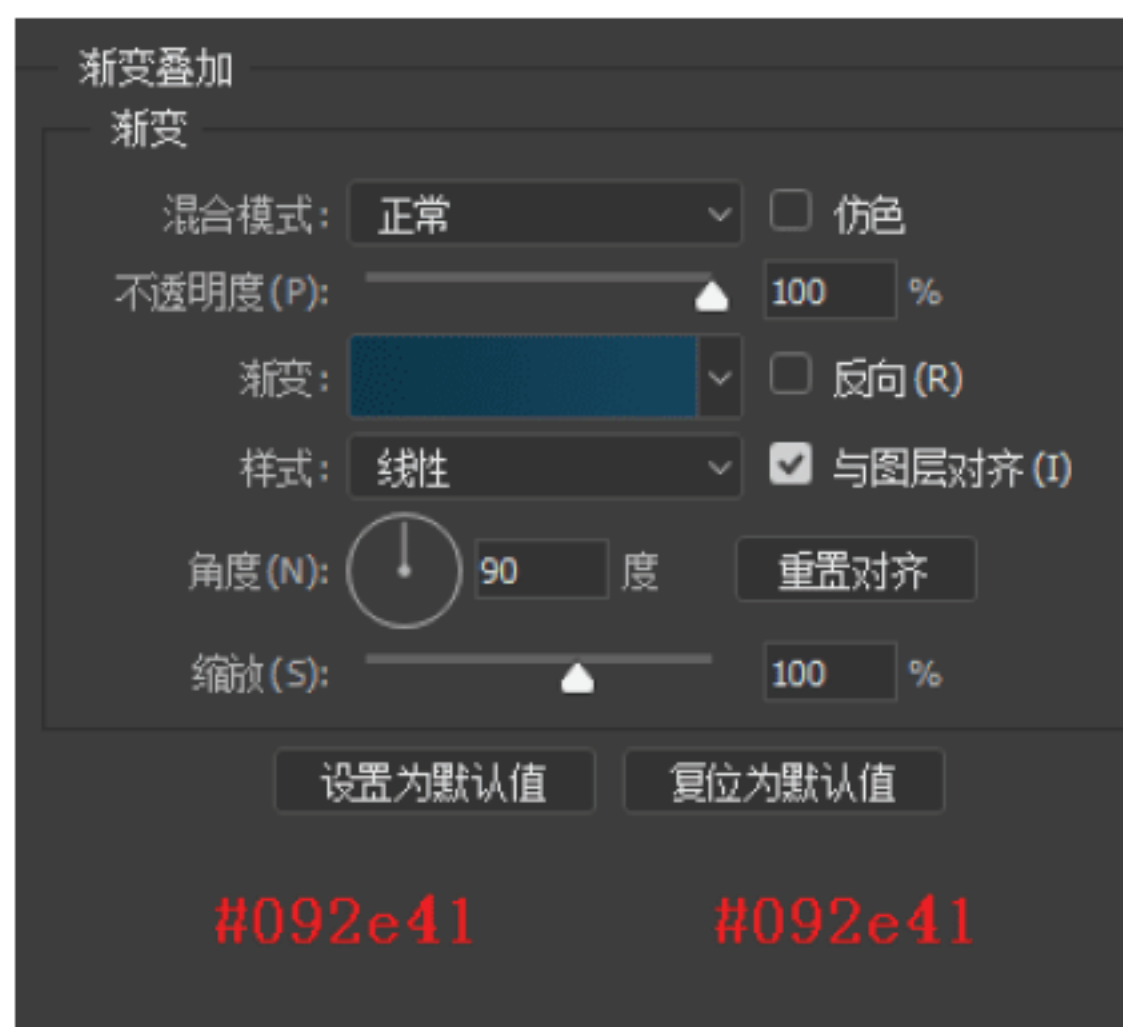 渐变叠加
渐变
混合模式: 正常 仿色
不透明度(P): 100 %
渐变: 反向(R)
样式: 线性 与图层对齐(I)
角度(N): 90 度 重置对齐
缩放(S): 100 %
设置为默认值 复位为默认值
#092e41 #092e41